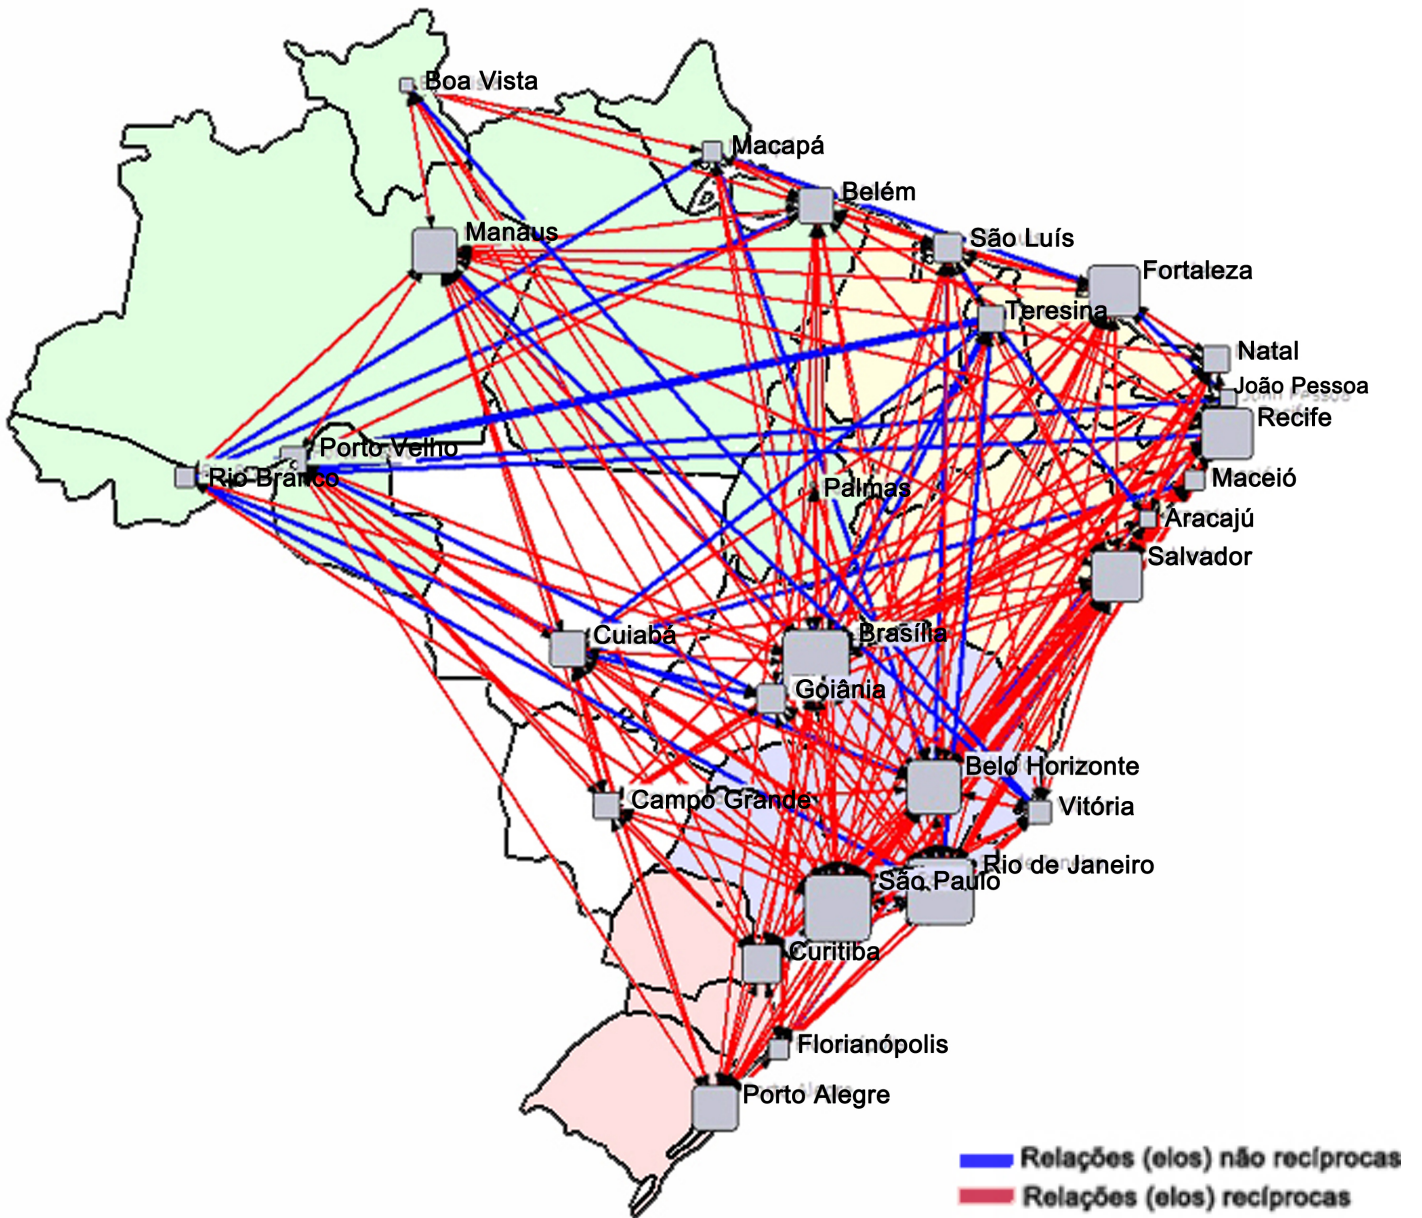 Boa Vista
Macapá
Belém
Manaus
São Luís
Fortaleza
Teresina
Natal
João Pessoa
Recife
Porto Velho
Rio Branco
Palmas
Maceió
Aracajú
Salvador
Cuiabá
Brasília
Goiânia
Belo Horizonte
Campo Grande
Vitória
Rio de Janeiro
São Paulo
Curitiba
Florianópolis
Porto Alegre
Relações (elos) não recíprocas
Relações (elos) recíprocas